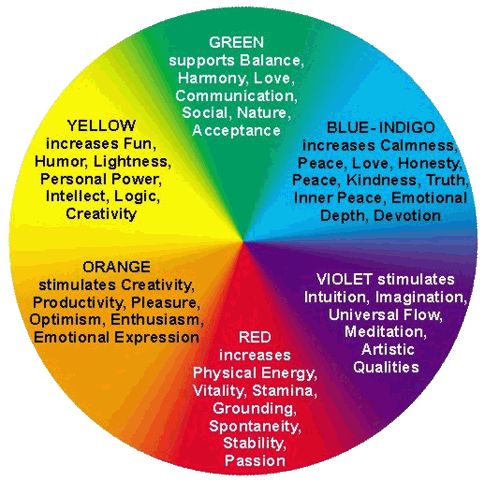 GREEN
supports Balance,
Harmony, Love,
Communication,
Social, Nature,
Acceptance
BLUE-INDIGO
increases Calmness,
Peace, Love, Honesty,
Peace, Kindness, Truth,
Inner Peace, Emotional
Depth, Devotion
VIOLET stimulates
Intuition, Imagination,
Universal Flow,
Meditation,
Artistic
Qualities
RED
increases
Physical Energy,
Vitality, Stamina,
Grounding,
Spontaneity,
Stability,
Passion
ORANGE
stimulates Creativity,
Productivity, Pleasure,
Optimism, Enthusiasm,
Emotional Expression
YELLOW
increases Fun,
Humor, Lightness,
Personal Power,
Intellect, Logic,
Creativity